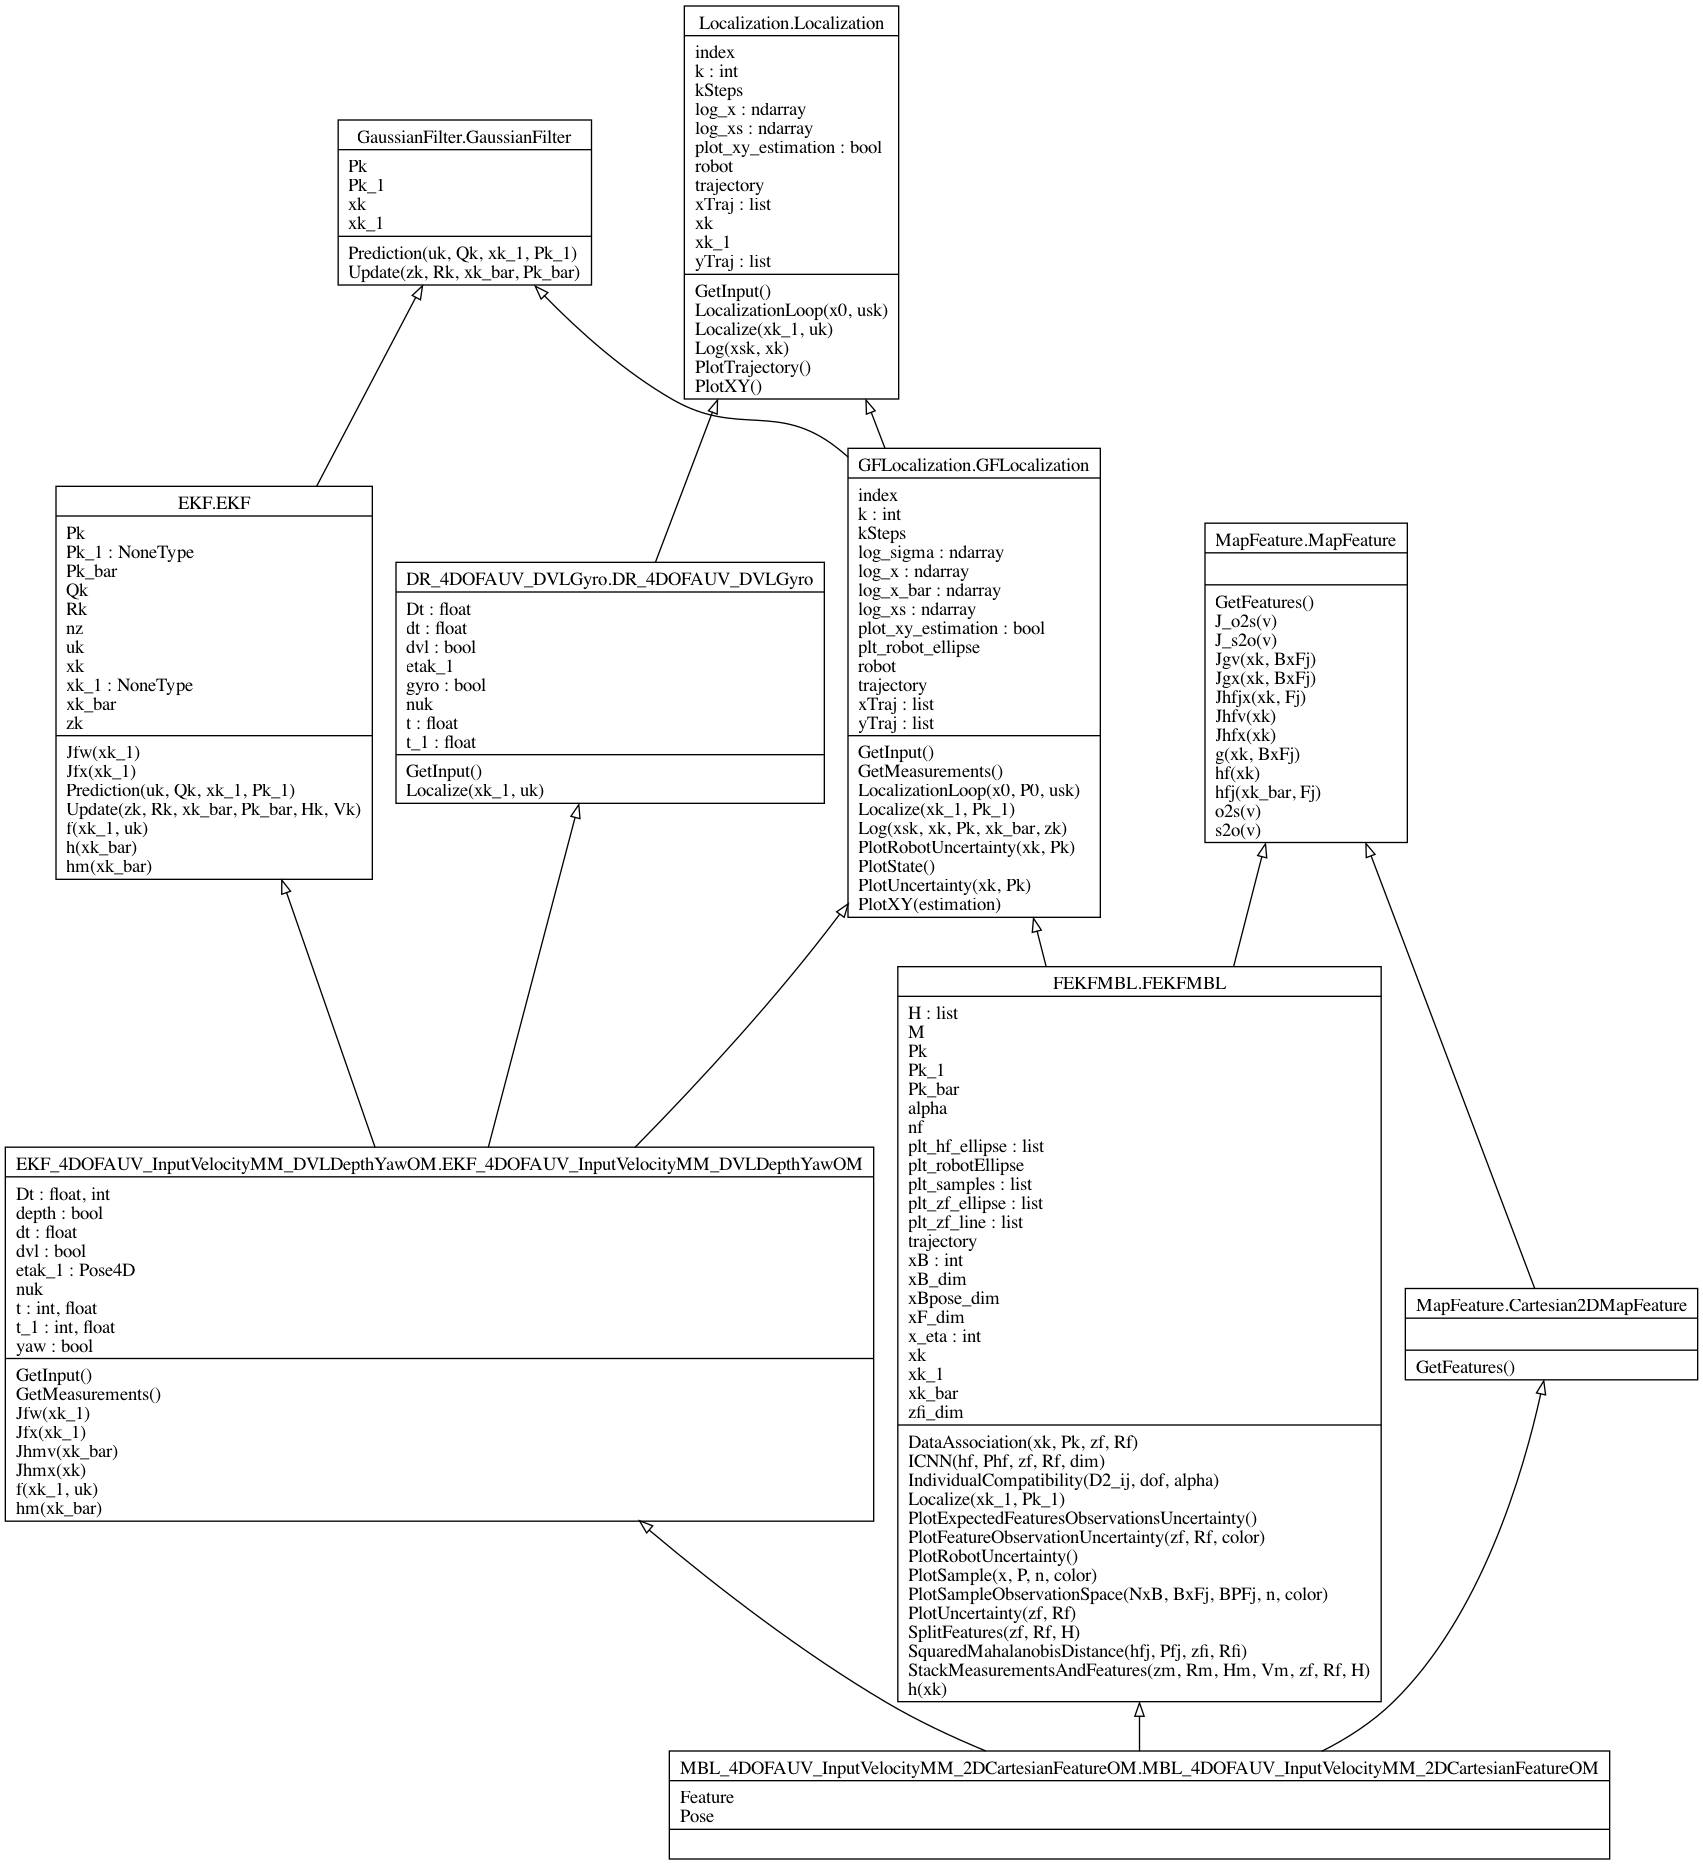 Localization.Localization
index
k : int
kSteps
log_x : ndarray
log_xs : ndarray
plot_xy_estimation : bool
robot
trajectory
xTraj : list
xk
xk_1
yTraj : list
GetInput()
LocalizationLoop(x0, usk)
Localize(xk_1, uk)
Log(xsk, xk)
PlotTrajectory()
PlotXY()
GaussianFilter.GaussianFilter
Pk
Pk_1
xk
xk_1
Prediction(uk, Qk, xk_1, Pk_1)
Update(zk, Rk, xk_bar, Pk_bar)
EKF.EKF
Pk
Pk_1 : NoneType
Pk_bar
Qk
Rk
nz
uk
xk
xk_1 : NoneType
xk_bar
zk
Jfw(xk_1)
Jfx(xk_1)
Prediction(uk, Qk, xk_1, Pk_1)
Update(zk, Rk, xk_bar, Pk_bar, Hk, Vk)
f(xk_1, uk)
h(xk_bar)
hm(xk_bar)
DR_4DOFAUV_DVLGyro.DR_4DOFAUV_DVLGyro
Dt : float
dt : float
dvl : bool
etak_1
gyro : bool
nuk
t : float
t_1 : float
GetInput()
Localize(xk_1, uk)
GFLocalization.GFLocalization
index
k : int
kSteps
log_sigma : ndarray
log_x : ndarray
log_x_bar : ndarray
log_xs : ndarray
plot_xy_estimation : bool
plt_robot_ellipse
robot
trajectory
xTraj : list
yTraj : list
GetInput()
GetMeasurements()
LocalizationLoop(x0, P0, usk)
Localize(xk_1, Pk_1)
Log(xsk, xk, Pk, xk_bar, zk)
PlotRobotUncertainty(xk, Pk)
PlotState()
PlotUncertainty(xk, Pk)
PlotXY(estimation)
MapFeature.MapFeature
GetFeatures()
J_o2s(v)
J_s2o(v)
Jgv(xk, BxFj)
Jgx(xk, BxFj)
Jhfjx(xk, Fj)
Jhfv(xk)
Jhfx(xk)
g(xk, BxFj)
hf(xk)
hfj(xk_bar, Fj)
o2s(v)
s2o(v)
EKF_4DOFAUV_InputVelocityMM_DVLDepthYawOM.EKF_4DOFAUV_InputVelocityMM_DVLDepthYawOM
Dt : float, int
depth : bool
dt : float
dvl : bool
etak_1 : Pose4D
nuk
t : int, float
t_1 : int, float
yaw : bool
GetInput()
GetMeasurements()
Jfw(xk_1)
Jfx(xk_1)
Jhmv(xk_bar)
Jhmx(xk)
f(xk_1, uk)
hm(xk_bar)
FEKFMBL.FEKFMBL
H : list
M
Pk
Pk_1
Pk_bar
alpha
nf
plt_hf_ellipse : list
plt_robotEllipse
plt_samples : list
plt_zf_ellipse : list
plt_zf_line : list
trajectory
xB : int
xB_dim
xBpose_dim
xF_dim
x_eta : int
xk
xk_1
xk_bar
zfi_dim
DataAssociation(xk, Pk, zf, Rf)
ICNN(hf, Phf, zf, Rf, dim)
IndividualCompatibility(D2_ij, dof, alpha)
Localize(xk_1, Pk_1)
PlotExpectedFeaturesObservationsUncertainty()
PlotFeatureObservationUncertainty(zf, Rf, color)
PlotRobotUncertainty()
PlotSample(x, P, n, color)
PlotSampleObservationSpace(NxB, BxFj, BPFj, n, color)
PlotUncertainty(zf, Rf)
SplitFeatures(zf, Rf, H)
SquaredMahalanobisDistance(hfj, Pfj, zfi, Rfi)
StackMeasurementsAndFeatures(zm, Rm, Hm, Vm, zf, Rf, H)
h(xk)
MapFeature.Cartesian2DMapFeature
GetFeatures()
MBL_4DOFAUV_InputVelocityMM_2DCartesianFeatureOM.MBL_4DOFAUV_InputVelocityMM_2DCartesianFeatureOM
Feature
Pose